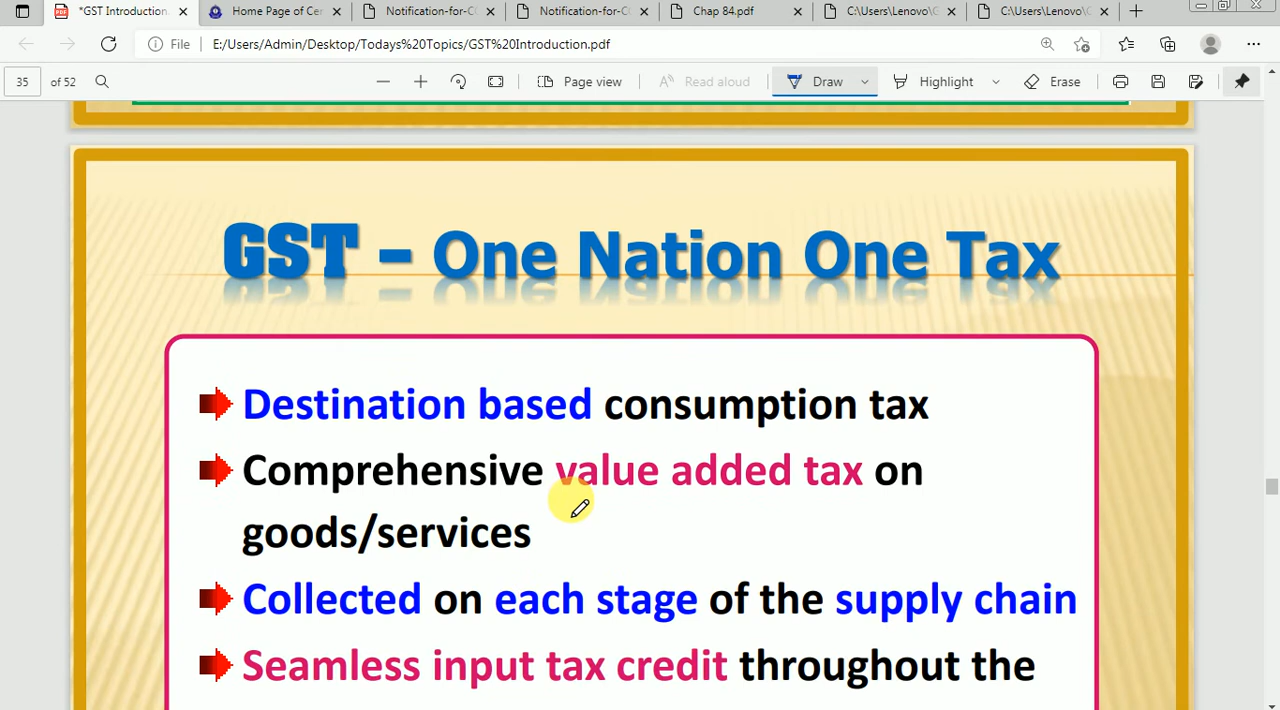 *GST Introduction.
Home Page of Cer
Notification-for-C
Notification-for-C
Chap 84.pdf
C:\Users\Lenovo\
C:\Users\Lenovo\
File E:/Users/Admin/Desktop/Todays%20Topics/GST%20Introduction.pdf
35 of 52 Page view Read aloud Draw Highlight Erase
GST – One Nation One Tax
Destination based consumption tax
Comprehensive value added tax on
goods/services
Collected on each stage of the supply chain
Seamless input tax credit throughout the